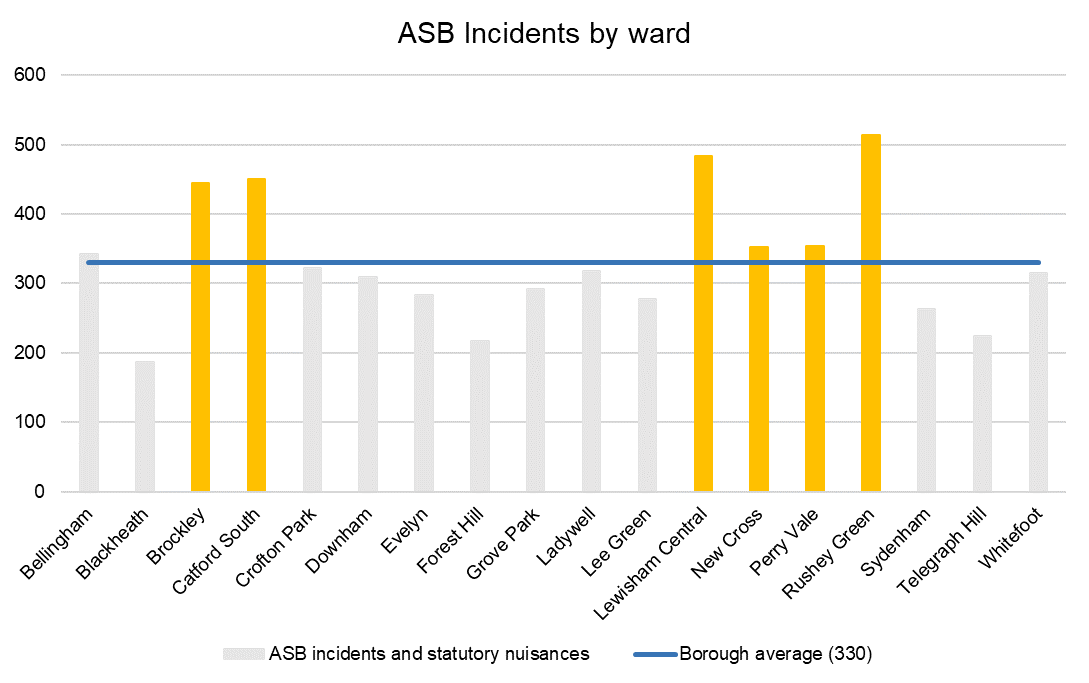 ASB Incidents by ward
600
500
400
300
200
100
0
Bellingham
Blackheath
Brockley
Catford South
Crofton Park
Downham
Evelyn
Forest Hill
Grove Park
Ladywell
Lee Green
Lewisham Central
New Cross
Perry Vale
Rushey Green
Sydenham
Telegraph Hill
Whitefoot
ASB incidents and statutory nuisances
Borough average (330)